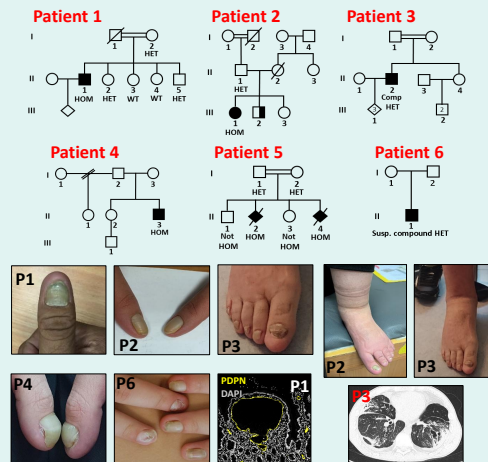 Patient 1
I
1 2
HET
II
1 2 3 4 5
HOM HET WT WT HET
III
Patient 2
I
1 2 3 4
II
1 2 3
HET
III
1 2 3
HOM
Patient 3
I
1 2
II
1 2 3 4
Comp
HET
III
3 2
1 2
Patient 4
I
1 2 3
II
1 2 3
HOM
III
1
Patient 5
I
1 2
HET HET
II
1 2 3 4
Not HOM Not HOM
HOM HOM
Patient 6
I
1 2
II
1
Susp. compound HET
P1
P2
P3
P2
P3
P4
P6
PDPN
DAPI
P1
P3